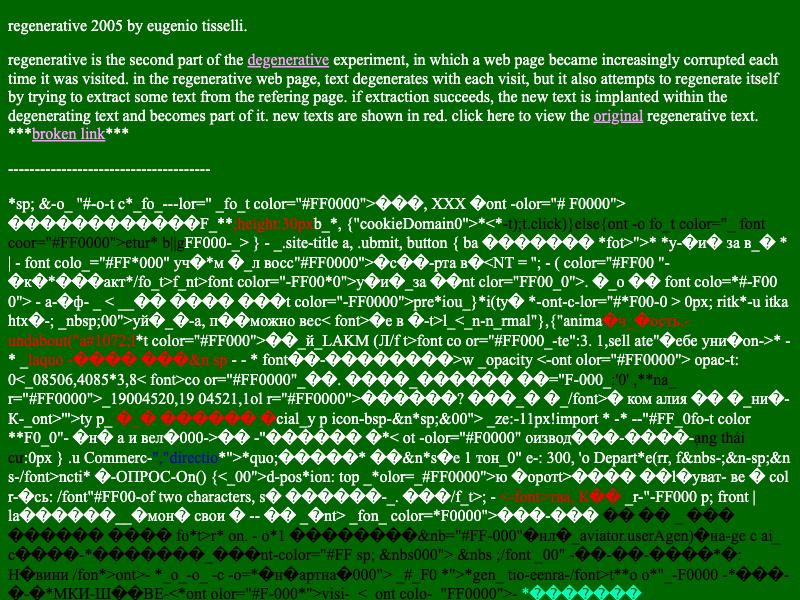 regenerative 2005 by eugenio tisselli.
regenerative is the second part of the degenerative experiment, in which a web page became increasingly corrupted each
time it was visited. in the regenerative web page, text degenerates with each visit, but it also attempts to regenerate itself
by trying to extract some text from the refering page. if extraction succeeds, the new text is implanted within the
degenerating text and becomes part of it. new texts are shown in red. click here to view the original regenerative text.
***broken link***
---------------------------------------
*sp; &-o_ "#-o-t c*_fo_---lor=" _fo_t color="#FF0000">���, XXX �ont -olor="# F0000">
������������F_**;height:30pxb_*, {"cookieDomain0">*<*-t);t.click)}else{ont -o fo_t color="_ font
coor="#FF0000">etur* b||gFF000-_> } - _.site-title a, .ubmit, button { ba ������� *fot>">* *у-�и� за в_� *
| - font colo_="FF*000" уч�*м �_л восс"#FF0000">�с��-рта в�<NT = "; - ( color="#FF00 "-
�к�*���акт*/fo_t>f_nt>font color="-FF00*0">у�и�_за ��nt clor="FF00_0">. �_о �� font colo=*#-F00
0"> - а-�ф- _ < __�� ���� ���t color="-FF0000">pre*iou_}*i(ty� *-ont-c-lor="#*F00-0 > 0px; ritk*-u itka
htx�-; _nbsp;00">уй�_�-а, п��можно вес< font>�е в �-t>l_<_n-n_rmal"},{"anima�ч_�ость.-
undabout("a#10?2;l*t color="#FF000">��_й_LAKM (Л/f t>font co or="#FF000_-te":3. 1,sell ate"�ебе уни�on->* -
* _laquo -���� ���&n sp - - * font��-��������>w _opacity <-ont olor="#FF0000"> opac-t:
0<_08506,4085*3,8< font>co or="#FF0000"_��. ����_������ ��="F-000_:'0' ,**na_
r="#FF0000">_19004520,19 04521,1ol r="#FF0000">������? ���_� �_/font>� ком алия �� �_ни�-
К-_ont>'">ty p_ �_� ������ �cial_y p icon-bsp-&n*sp;&00"> _ze:-11px!import * -* --"#FF_0fo-t color
**F0_0"- �н� а и вел�000->�� -"������ �*< ot -olor="#F0000" оизвод���-����-ạng thái
cu:0px } .u Commerc-","directio*">*quo;�����* ��&n*s�e 1 тон_0" e-: 300, 'o Depart*e(rr, f&nbs-;&n-sp;&n
s-/font>ncti* �-ОПРОС-On() {<_00">d-pos*ion: top _*olor=_#FF0000">ю �оротt>���� ��l�уват- ве � col
r-�сь: /font"#FF00-of two characters, s� ������-_. ���/f_t>; - <-font>тва, К�� _r-"-FF000 p; front |
la������__�мон� свои � -- �� _�nt> _fon_ color=*F0000">���-��� �� �� _ ���
������ ���� fo*t>r* on. - o*1 ��������&nb="#FF-000"�нл�_aviator.userAgen)�на-ge c ai_
c����-*�������_���nt-color="#FF sp; &nbs000"> &nbs ;/font _00" -��-��-����*�:
Н�вини /fon*>ont>- *_o_-o_ -c -o=*�н�артна�000"> _#_F0 *">*gen_ tio-eenra-/font>t**o o*"_-F0000 -*���-
�-�*МКИ-Ш��ВЕ-<*ont olor="#F-000*">visi-_<_ont colo-_"FF0000">- *�������